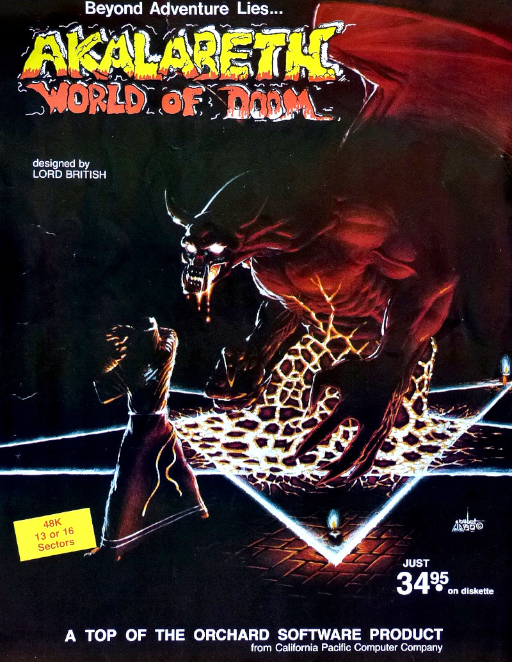 Beyond Adventure Lies...
AKALABETH
WORLD OF DOOM
designed by
LORD BRITISH
48K
13 or 16
Sectors
JUST
34.95 on diskette
A TOP OF THE ORCHARD SOFTWARE PRODUCT
from California Pacific Computer Company